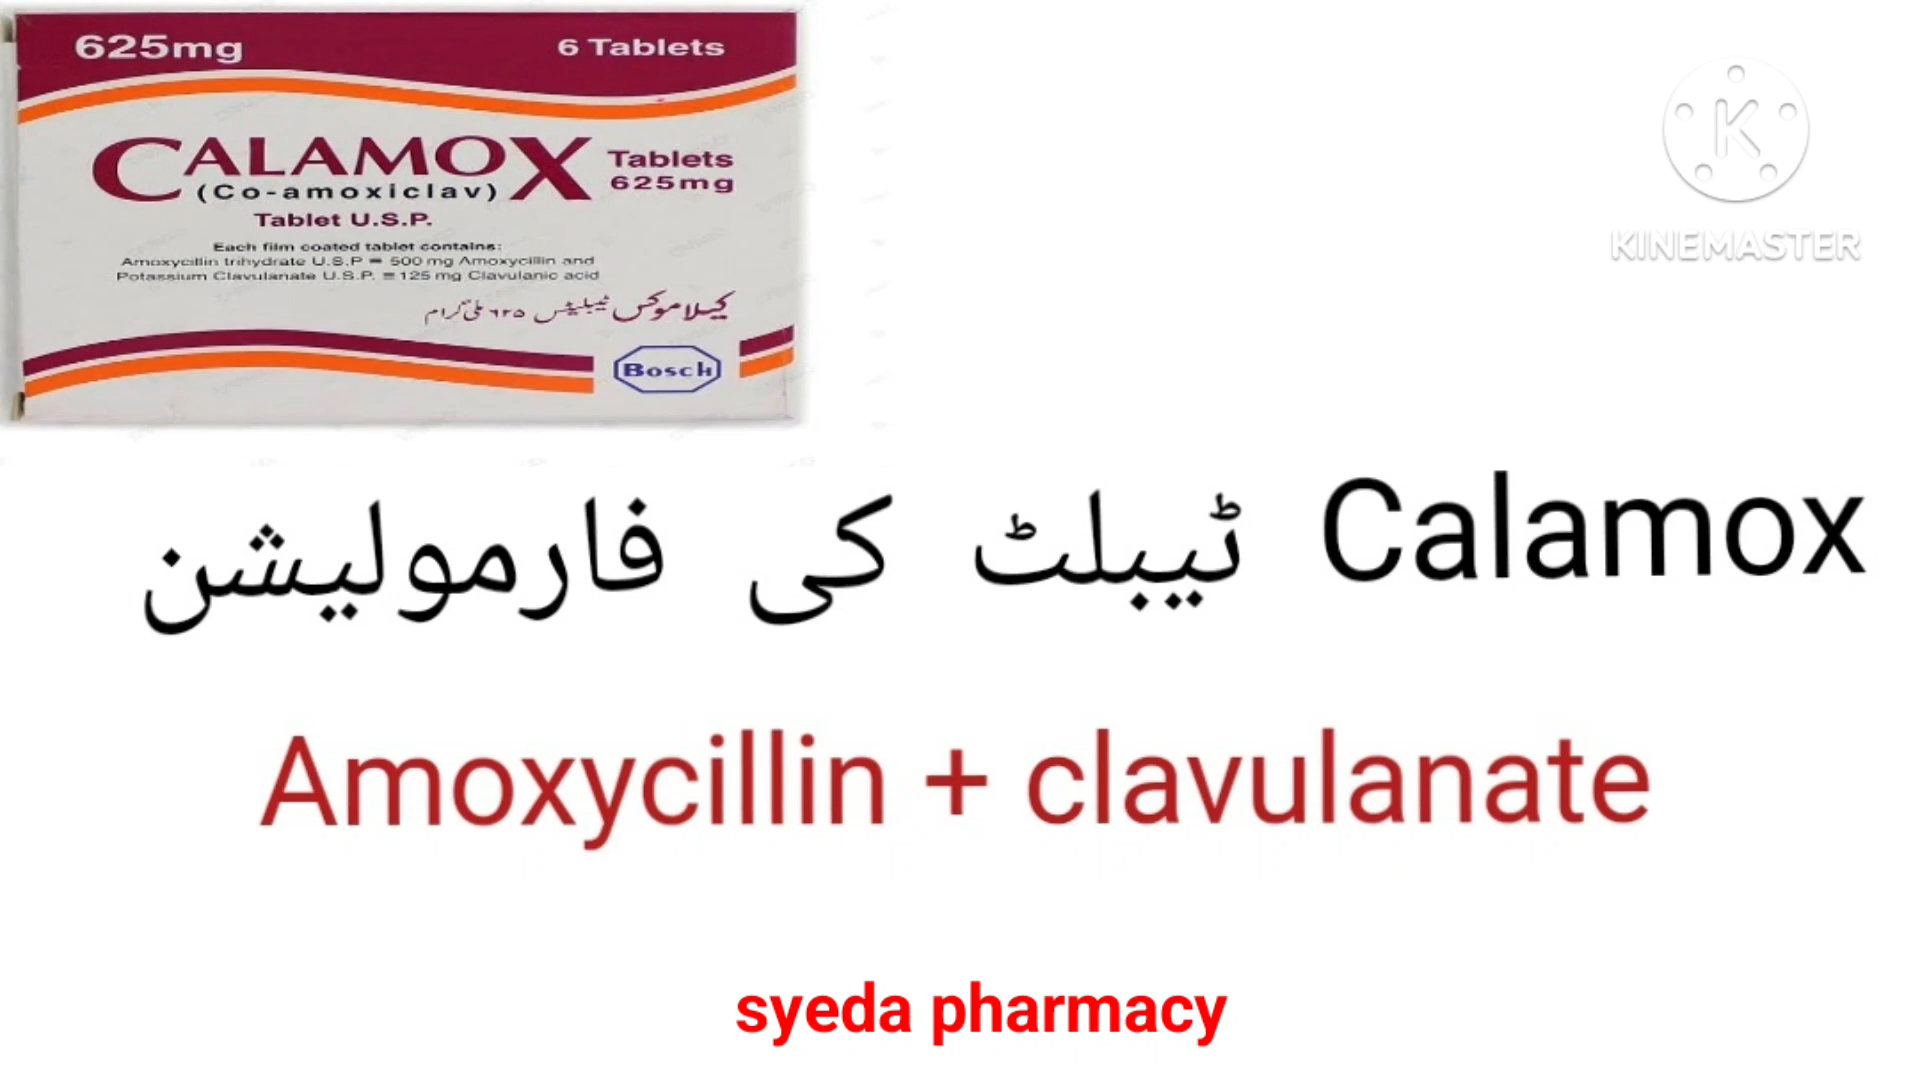 625mg
6 Tablets
CALAMOX
Tablets
625mg
(Co-amoxiclav)
Tablet U.S.P.
Each film coated tablet contains:
Amoxycillin trihydrate U.S.P = 500 mg Amoxycillin and
Potassium Clavulanate U.S.P. = 125 mg Clavulanic acid
کیلاموکس ٹیبلیٹس ۶۲۵ ملی گرام
Bosch
KINEMASTER
Calamox ٹیبلٹ کی فارمولیشن
Amoxycillin + clavulanate
syeda pharmacy